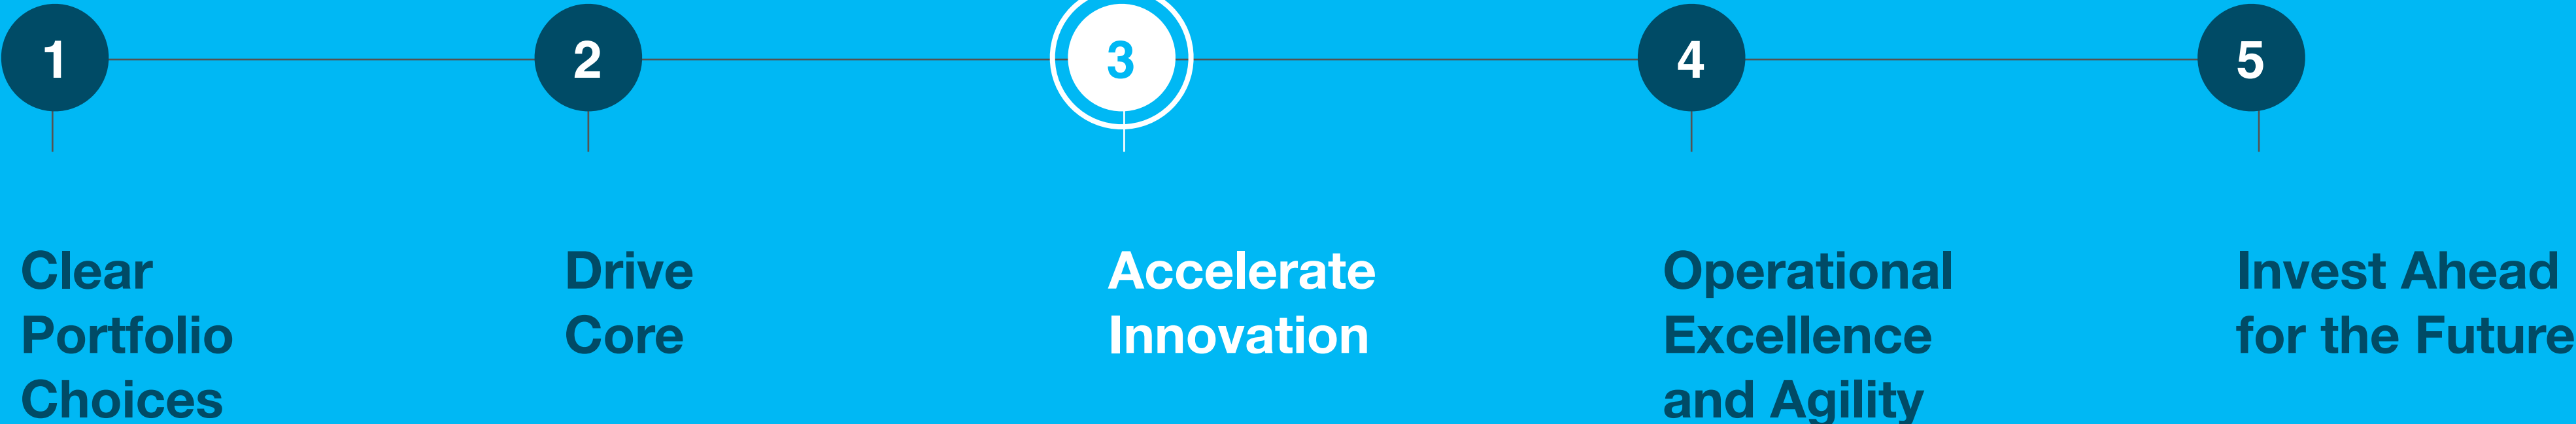 1
2
3
4
5
Clear
Portfolio
Choices
Drive
Core
Accelerate
Innovation
Operational
Excellence
and Agility
Invest Ahead
for the Future